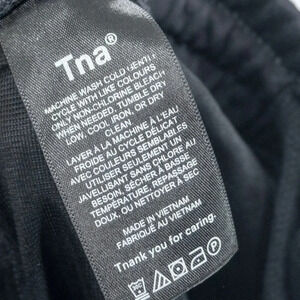 Tna®
MACHINE WASH COLD GENTLE
CYCLE WITH LIKE COLOURS
ONLY NON-CHLORINE BLEACH
WHEN NEEDED, TUMBLE DRY
LOW, COOL IRON, OR DRY
CLEAN.
LAVER À LA MACHINE À L'EAU
FROIDE AU CYCLE DÉLICAT
AVEC COULEURS SEMBLABLES
UTILISER SEULEMENT UN
JAVELLISANT SANS CHLORE AU
BESOIN, SÉCHER À BASSE
TEMPÉRATURE, REPASSAGE
DOUX, OU NETTOYER À SEC
MADE IN VIETNAM
FABRIQUÉ AU VIETNAM
Thank you for caring.